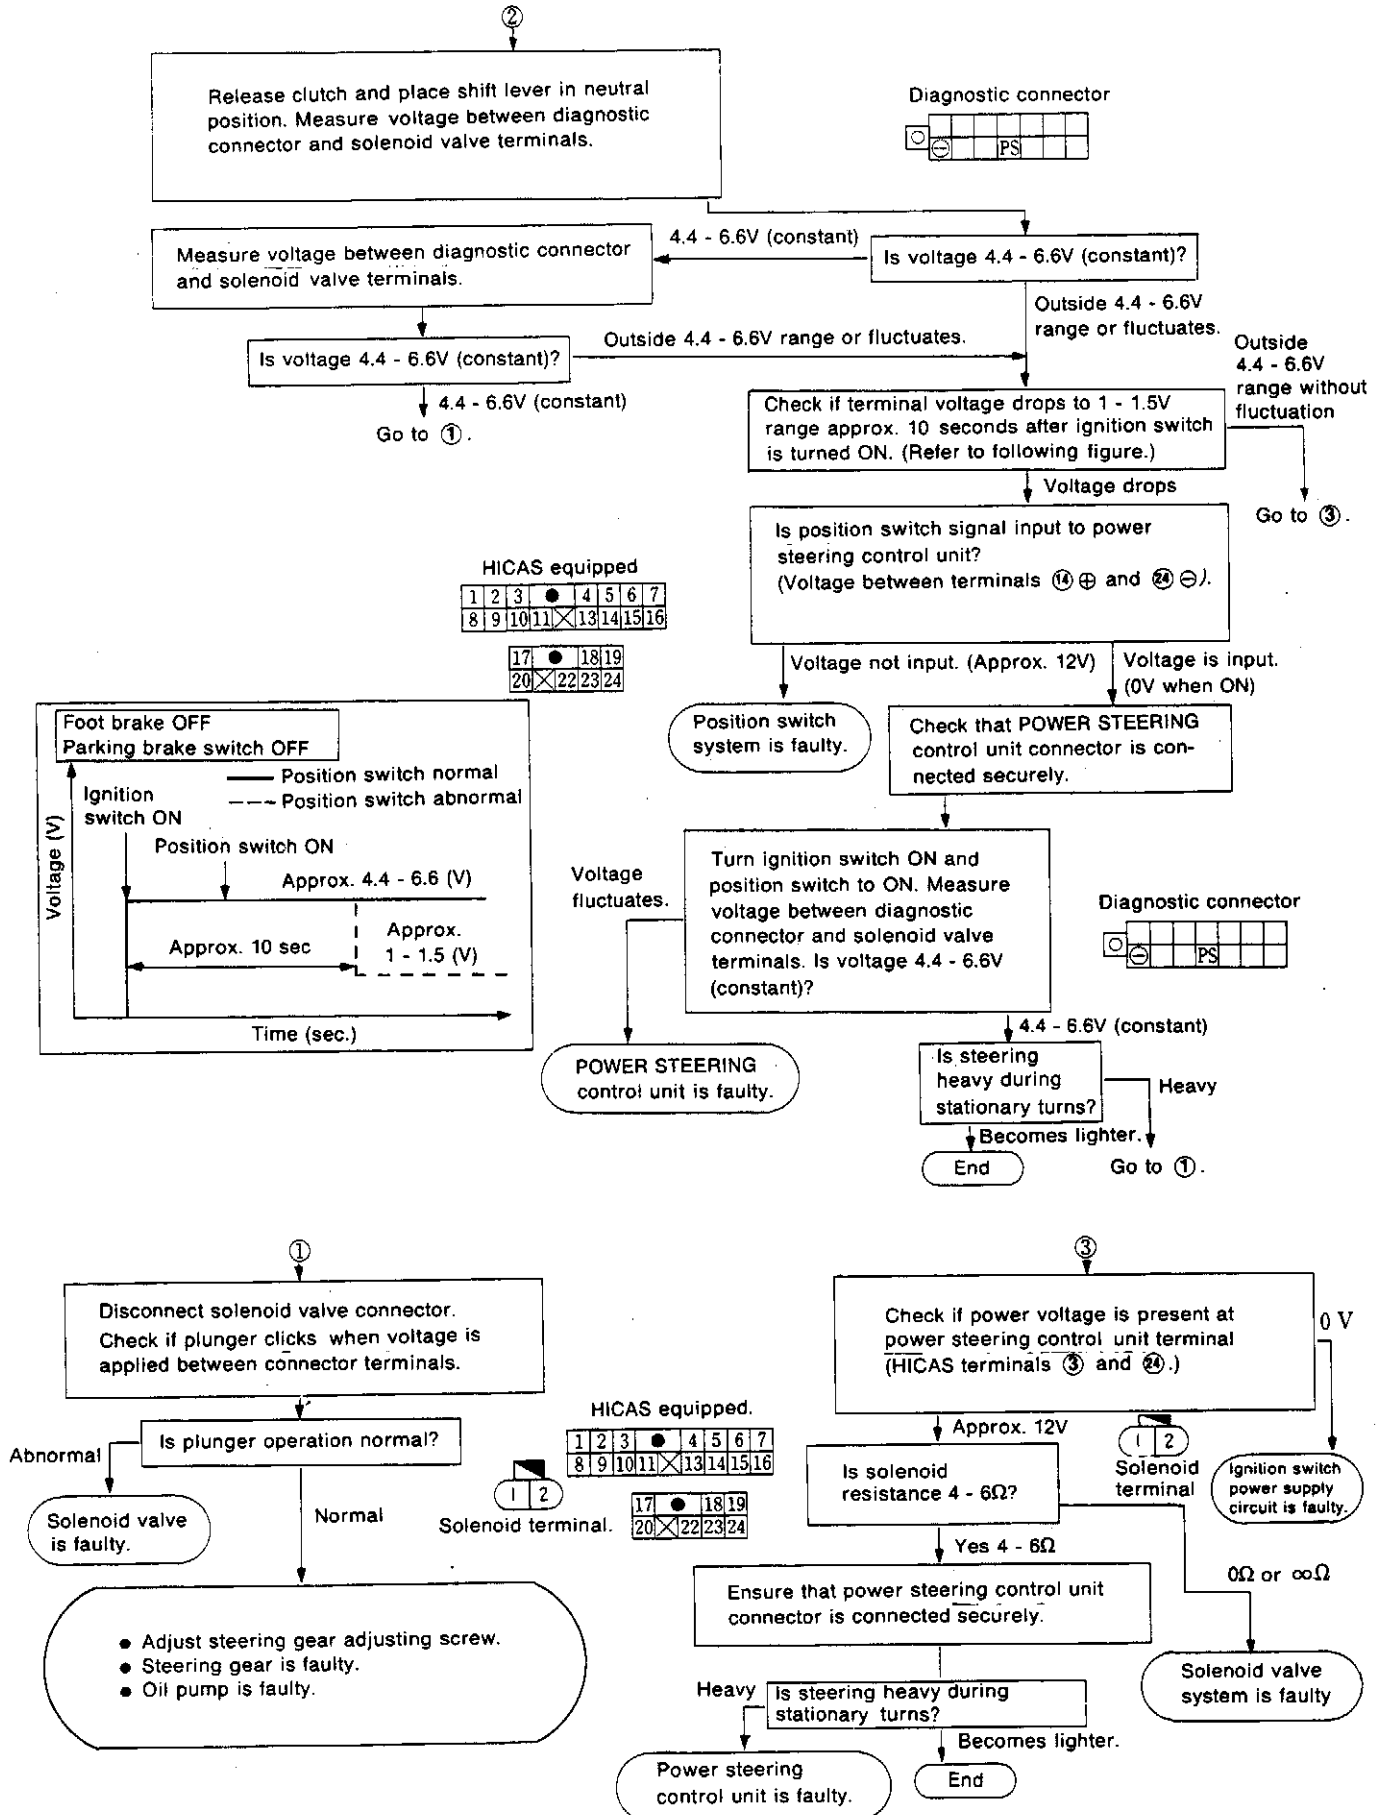 ②
Release clutch and place shift lever in neutral
position. Measure voltage between diagnostic
connector and solenoid valve terminals.
Diagnostic connector
O
⊖ PS
4.4 - 6.6V (constant)
Is voltage 4.4 - 6.6V (constant)?
Measure voltage between diagnostic connector
and solenoid valve terminals.
Outside 4.4 - 6.6V
range or fluctuates.
Is voltage 4.4 - 6.6V (constant)?
Outside 4.4 - 6.6V range or fluctuates.
4.4 - 6.6V (constant)
Go to ①.
Outside
4.4 - 6.6V
range without
fluctuation
Check if terminal voltage drops to 1 - 1.5V
range approx. 10 seconds after ignition switch
is turned ON. (Refer to following figure.)
Voltage drops
Go to ③.
Is position switch signal input to power
steering control unit?
(Voltage between terminals ⑭ ⊕ and ㉔ ⊖).
HICAS equipped
1 2 3 ● 4 5 6 7
8 9 10 11 13 14 15 16
17 ● 18 19
20 22 23 24
Voltage not input. (Approx. 12V)
Voltage is input.
(0V when ON)
Position switch
system is faulty.
Check that POWER STEERING
control unit connector is con-
nected securely.
Foot brake OFF
Parking brake switch OFF
Position switch normal
Position switch abnormal
Ignition
switch ON
Position switch ON
Voltage (V)
Approx. 4.4 - 6.6 (V)
Approx. 10 sec
Approx.
1 - 1.5 (V)
Time (sec.)
Turn ignition switch ON and
position switch to ON. Measure
voltage between diagnostic
connector and solenoid valve
terminals. Is voltage 4.4 - 6.6V
(constant)?
Voltage
fluctuates.
Diagnostic connector
O
⊖ PS
POWER STEERING
control unit is faulty.
4.4 - 6.6V (constant)
Is steering
heavy during
stationary turns?
Heavy
Becomes lighter.
End
Go to ①.
①
Disconnect solenoid valve connector.
Check if plunger clicks when voltage is
applied between connector terminals.
Is plunger operation normal?
Abnormal
Solenoid valve
is faulty.
Normal
1 2
Solenoid terminal.
HICAS equipped.
1 2 3 ● 4 5 6 7
8 9 10 11 13 14 15 16
17 ● 18 19
20 22 23 24
● Adjust steering gear adjusting screw.
● Steering gear is faulty.
● Oil pump is faulty.
③
Check if power voltage is present at
power steering control unit terminal
(HICAS terminals ③ and ㉔.)
0 V
Approx. 12V
1 2
Solenoid
terminal
Ignition switch
power supply
circuit is faulty.
Is solenoid
resistance 4 - 6Ω?
Yes 4 - 6Ω
0Ω or ∞Ω
Ensure that power steering control unit
connector is connected securely.
Solenoid valve
system is faulty
Heavy
Is steering heavy during
stationary turns?
Becomes lighter.
Power steering
control unit is faulty.
End